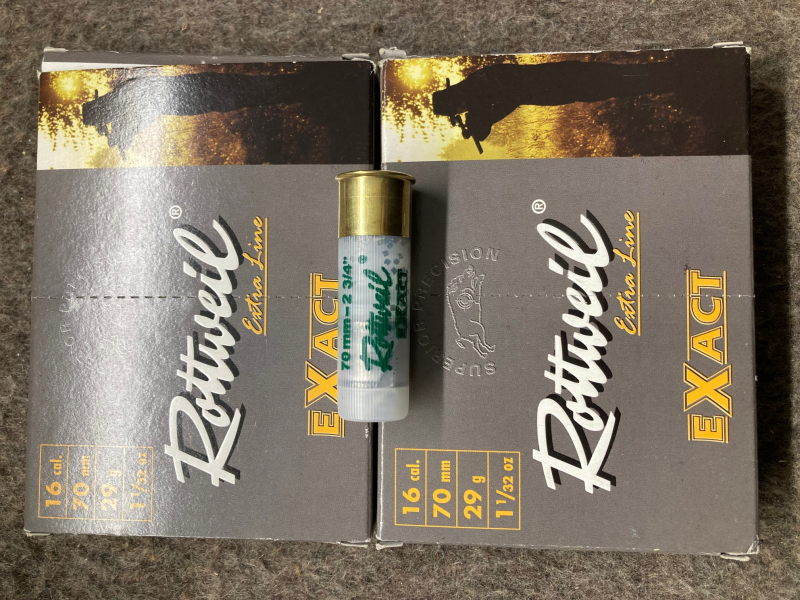 Rottweil®
Extra Line
EXACT
16 cal.
70 mm
29 g
1 1/32 oz
70 mm-2 3/4"
Rottweil®
EXACT
SUPERIOR PRECISION
Rottweil®
Extra Line
EXACT
16 cal.
70 mm
29 g
1 1/32 oz